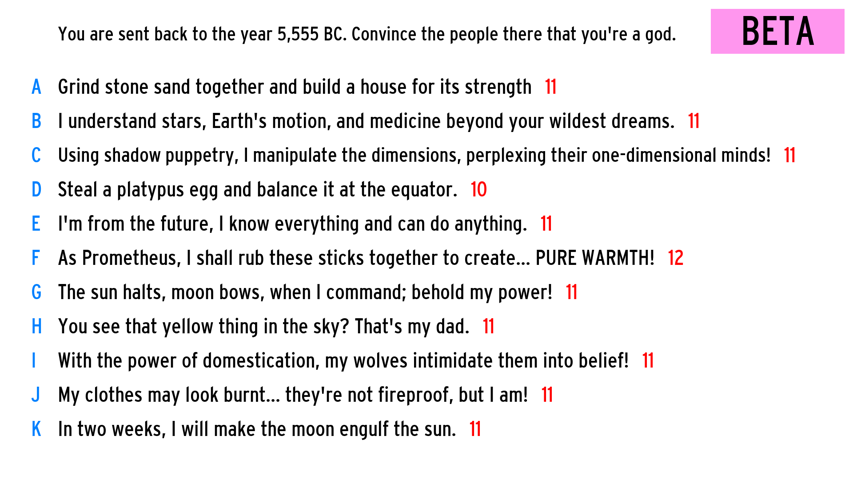 You are sent back to the year 5,555 BC. Convince the people there that you're a god.
BETA
A Grind stone sand together and build a house for its strength 11
B I understand stars, Earth's motion, and medicine beyond your wildest dreams. 11
C Using shadow puppetry, I manipulate the dimensions, perplexing their one-dimensional minds! 11
D Steal a platypus egg and balance it at the equator. 10
E I'm from the future, I know everything and can do anything. 11
F As Prometheus, I shall rub these sticks together to create... PURE WARMTH! 12
G The sun halts, moon bows, when I command; behold my power! 11
H You see that yellow thing in the sky? That's my dad. 11
I With the power of domestication, my wolves intimidate them into belief! 11
J My clothes may look burnt... they're not fireproof, but I am! 11
K In two weeks, I will make the moon engulf the sun. 11